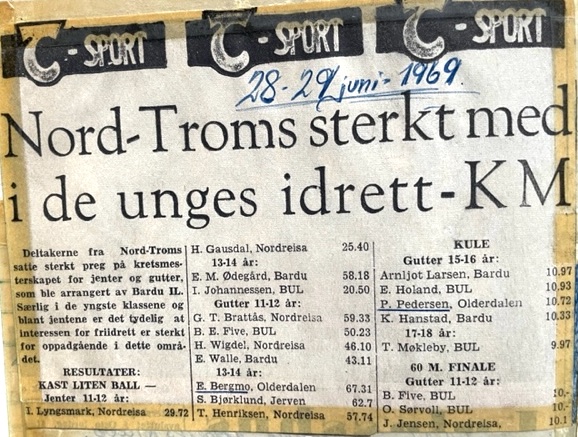 C-SPORT C-SPORT C-SPORT
28-29/juni-1969.
Nord-Troms sterkt med
i de unges idrett-KM
Deltakerne fra Nord-Troms
satte sterkt preg på kretsmes-
terskapet for jenter og gutter,
som ble arrangert av Bardu IL.
Særlig i de yngste klassene og
blant jentene er det tydelig at
interessen for friidrett er sterkt
for oppadgående i dette områ-
det.
RESULTATER:
KAST LITEN BALL —
Jenter 11-12 år:
I. Lyngsmark, Nordreisa 29.72
H. Gausdal, Nordreisa 25.40
13-14 år:
E. M. Ødegård, Bardu 58.18
I. Johannessen, BUL 20.50
Gutter 11-12 år:
G. T. Brattås, Nordreisa 59.33
B. E. Five, BUL 50.23
H. Wigdel, Nordreisa 46.10
E. Walle, Bardu 43.11
13-14 år:
E. Bergmo, Olderdalen 67.31
S. Bjørklund, Jerven 62.7
T. Henriksen, Nordreisa 57.74
KULE
Gutter 15-16 år:
Arnljot Larsen, Bardu 10.97
E. Holand, BUL 10.93
P. Pedersen, Olderdalen 10.72
K. Hanstad, Bardu 10.33
17-18 år:
T. Møkleby, BUL 9.97
60 M. FINALE
Gutter 11-12 år:
B. Five, BUL 10,-
O. Sørvoll, BUL 10.-
J. Jensen, Nordreisa, 10.1